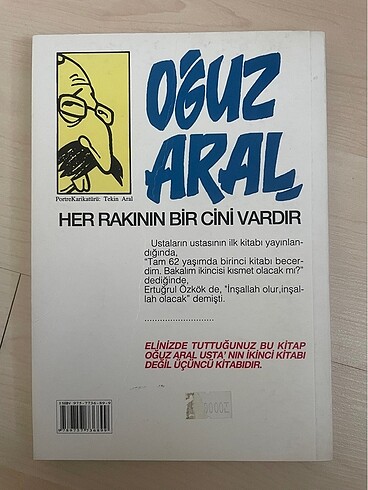 OĞUZ
ARAL
PortreKarikatürü: Tekin Aral
HER RAKININ BİR CİNİ VARDIR
Ustaların ustasının ilk kitabı yayınlan-
dığında,
“Tam 62 yaşımda birinci kitabı becer-
dim. Bakalım ikincisi kısmet olacak mı?”
dediğinde,
Ertuğrul Özkök de, "İnşallah olur,inşal-
lah olacak” demişti.
............................
ELİNİZDE TUTTUĞUNUZ BU KİTAP
OĞUZ ARAL USTA' NIN İKİNCİ KİTABI
DEĞİL ÜÇÜNCÜ KİTABIDIR.